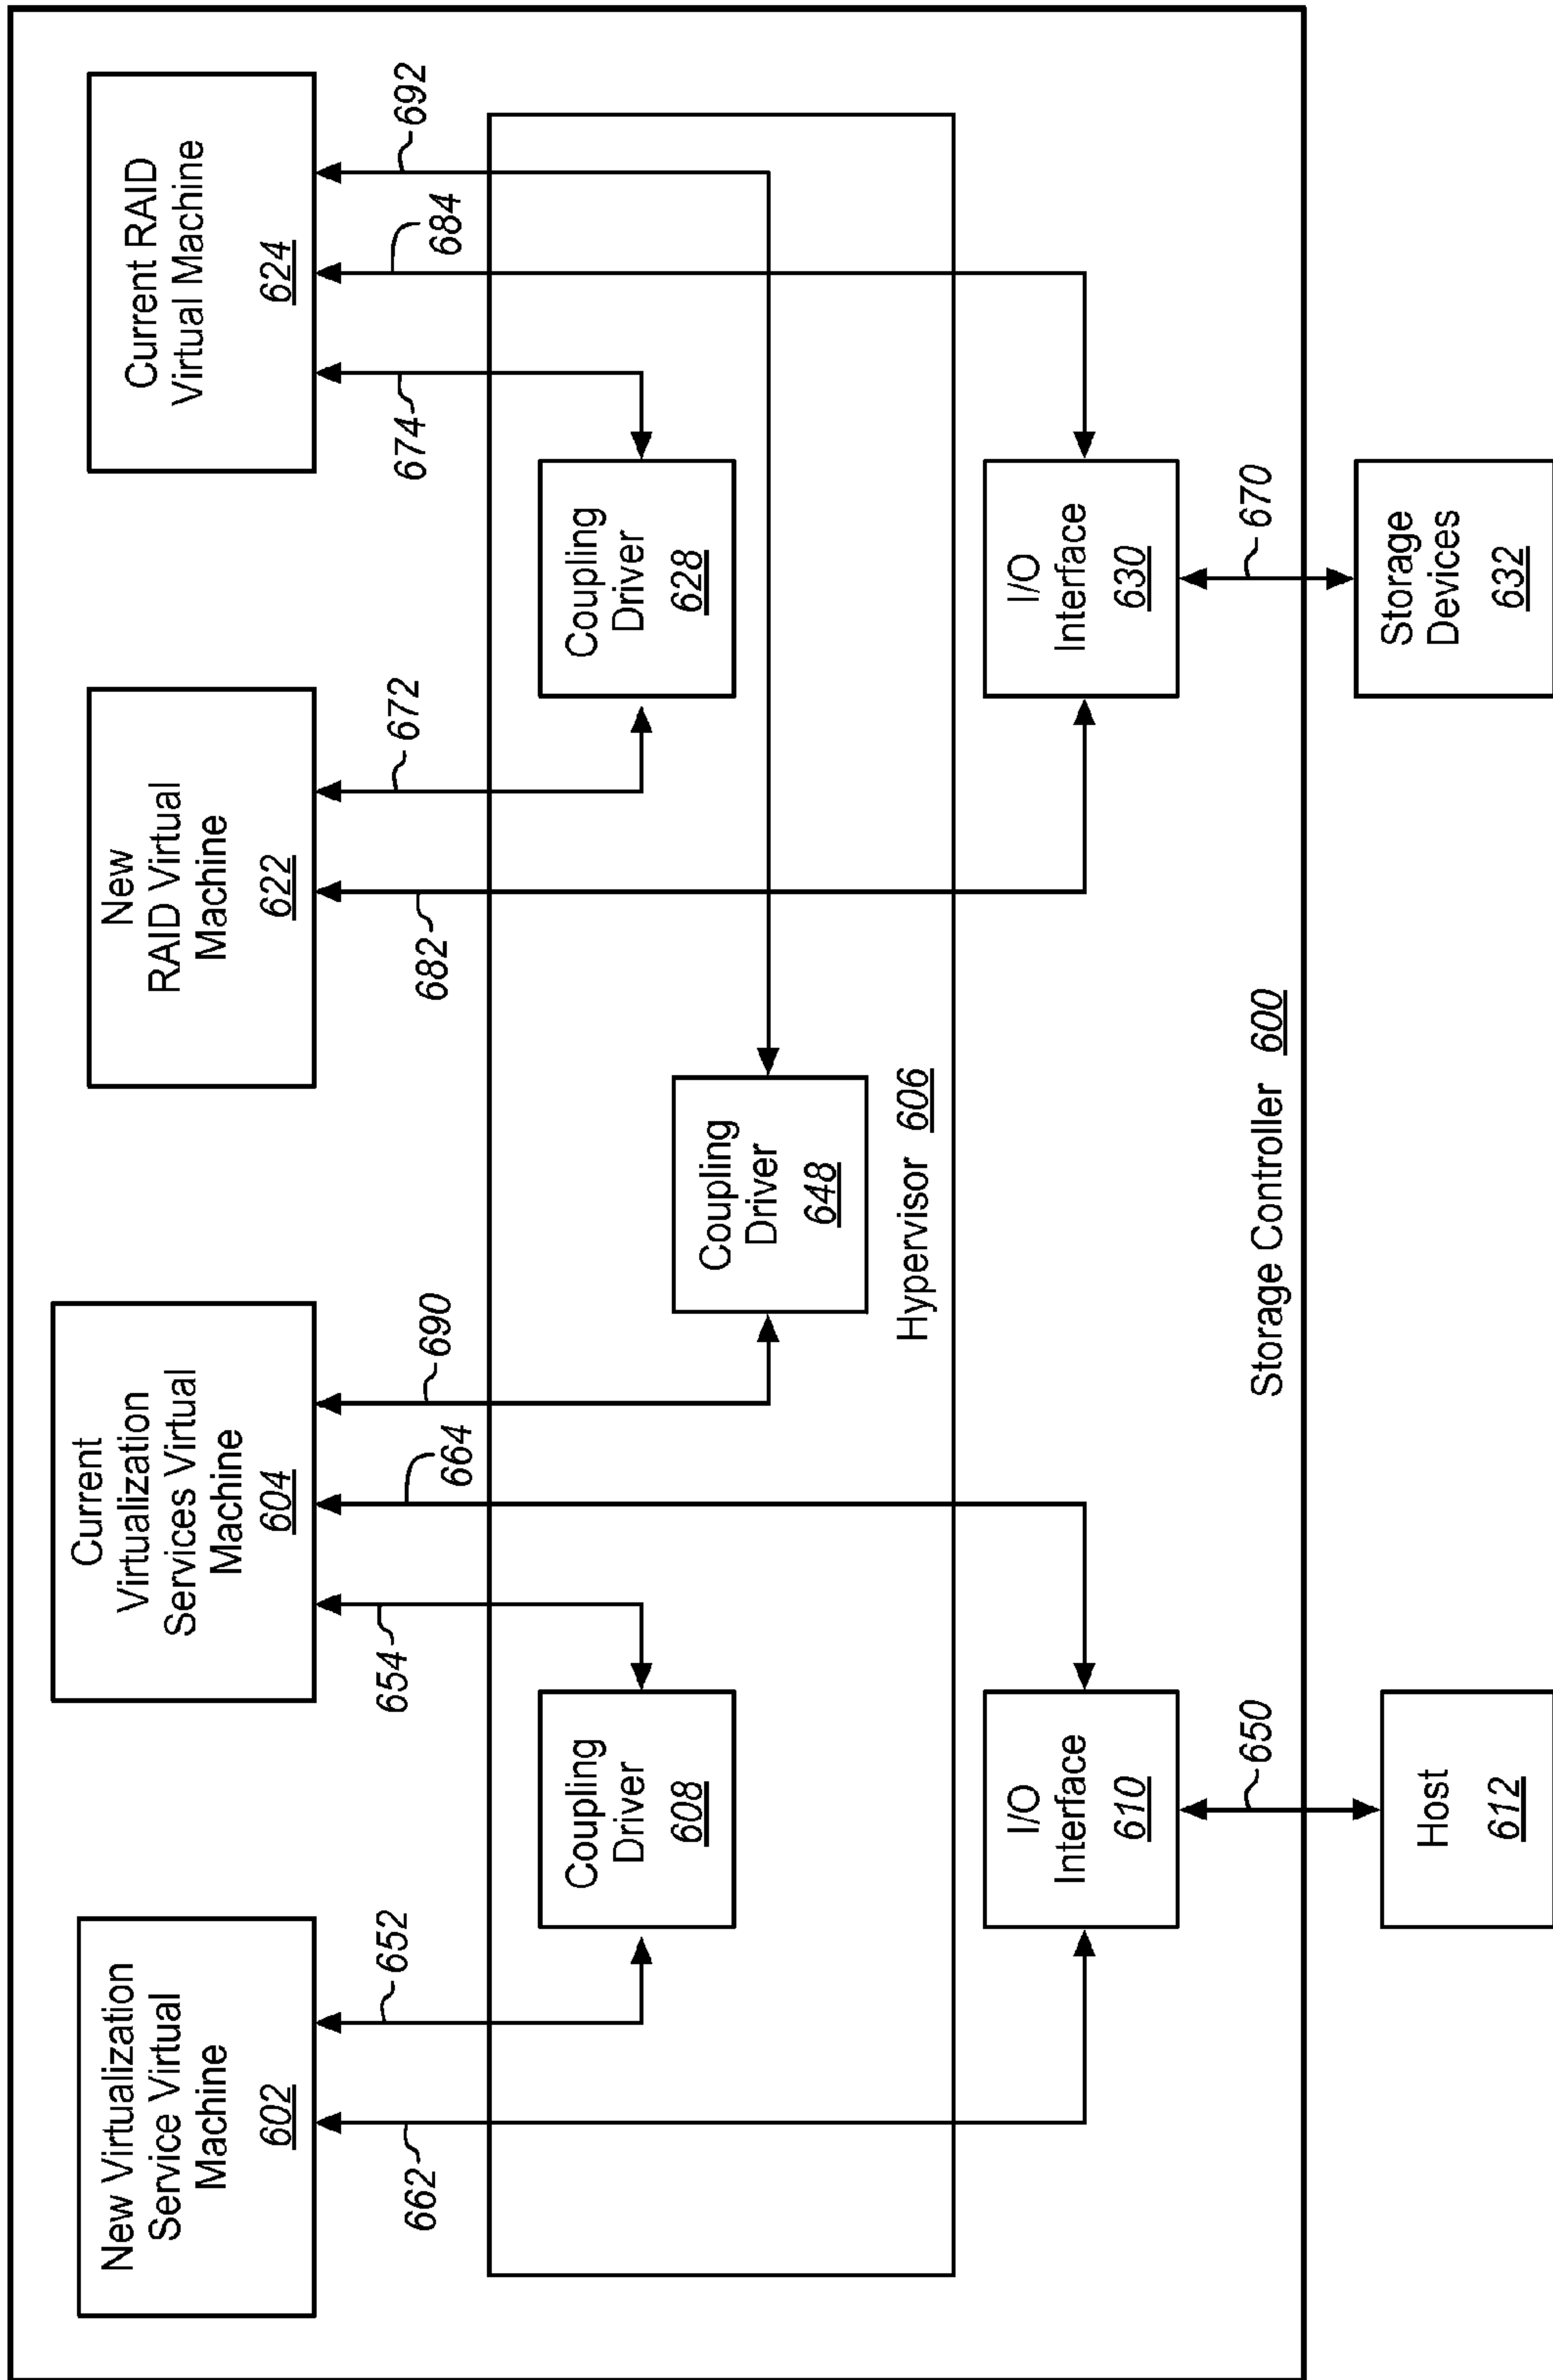 New Virtualization
Service Virtual
Machine
602
Current
Virtualization
Services Virtual
Machine
604
New
RAID Virtual
Machine
622
Current RAID
Virtual Machine
624
662
652
654
664
690
682
672
674
684
692
Coupling
Driver
608
Coupling
Driver
628
Coupling
Driver
648
Hypervisor 606
I/O
Interface
610
I/O
Interface
630
650
670
Storage Controller 600
Host
612
Storage
Devices
632